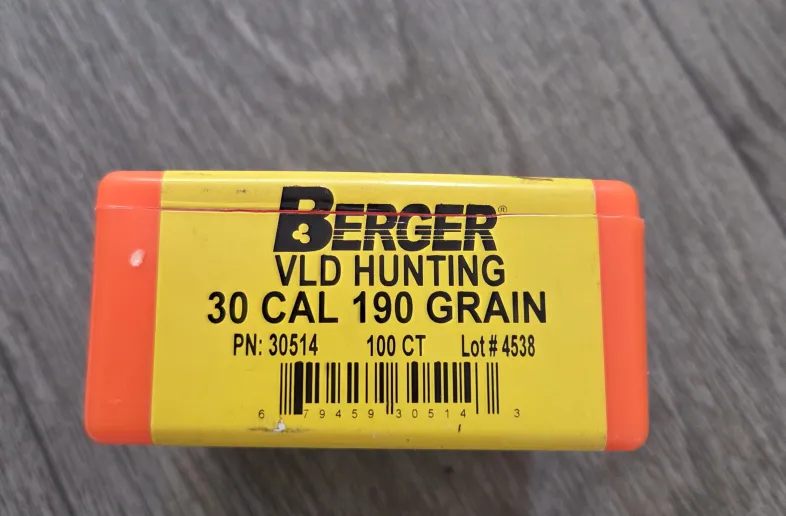 BERGER®
VLD HUNTING
30 CAL 190 GRAIN
PN: 30514 100 CT Lot # 4538
6 79459 30514 3